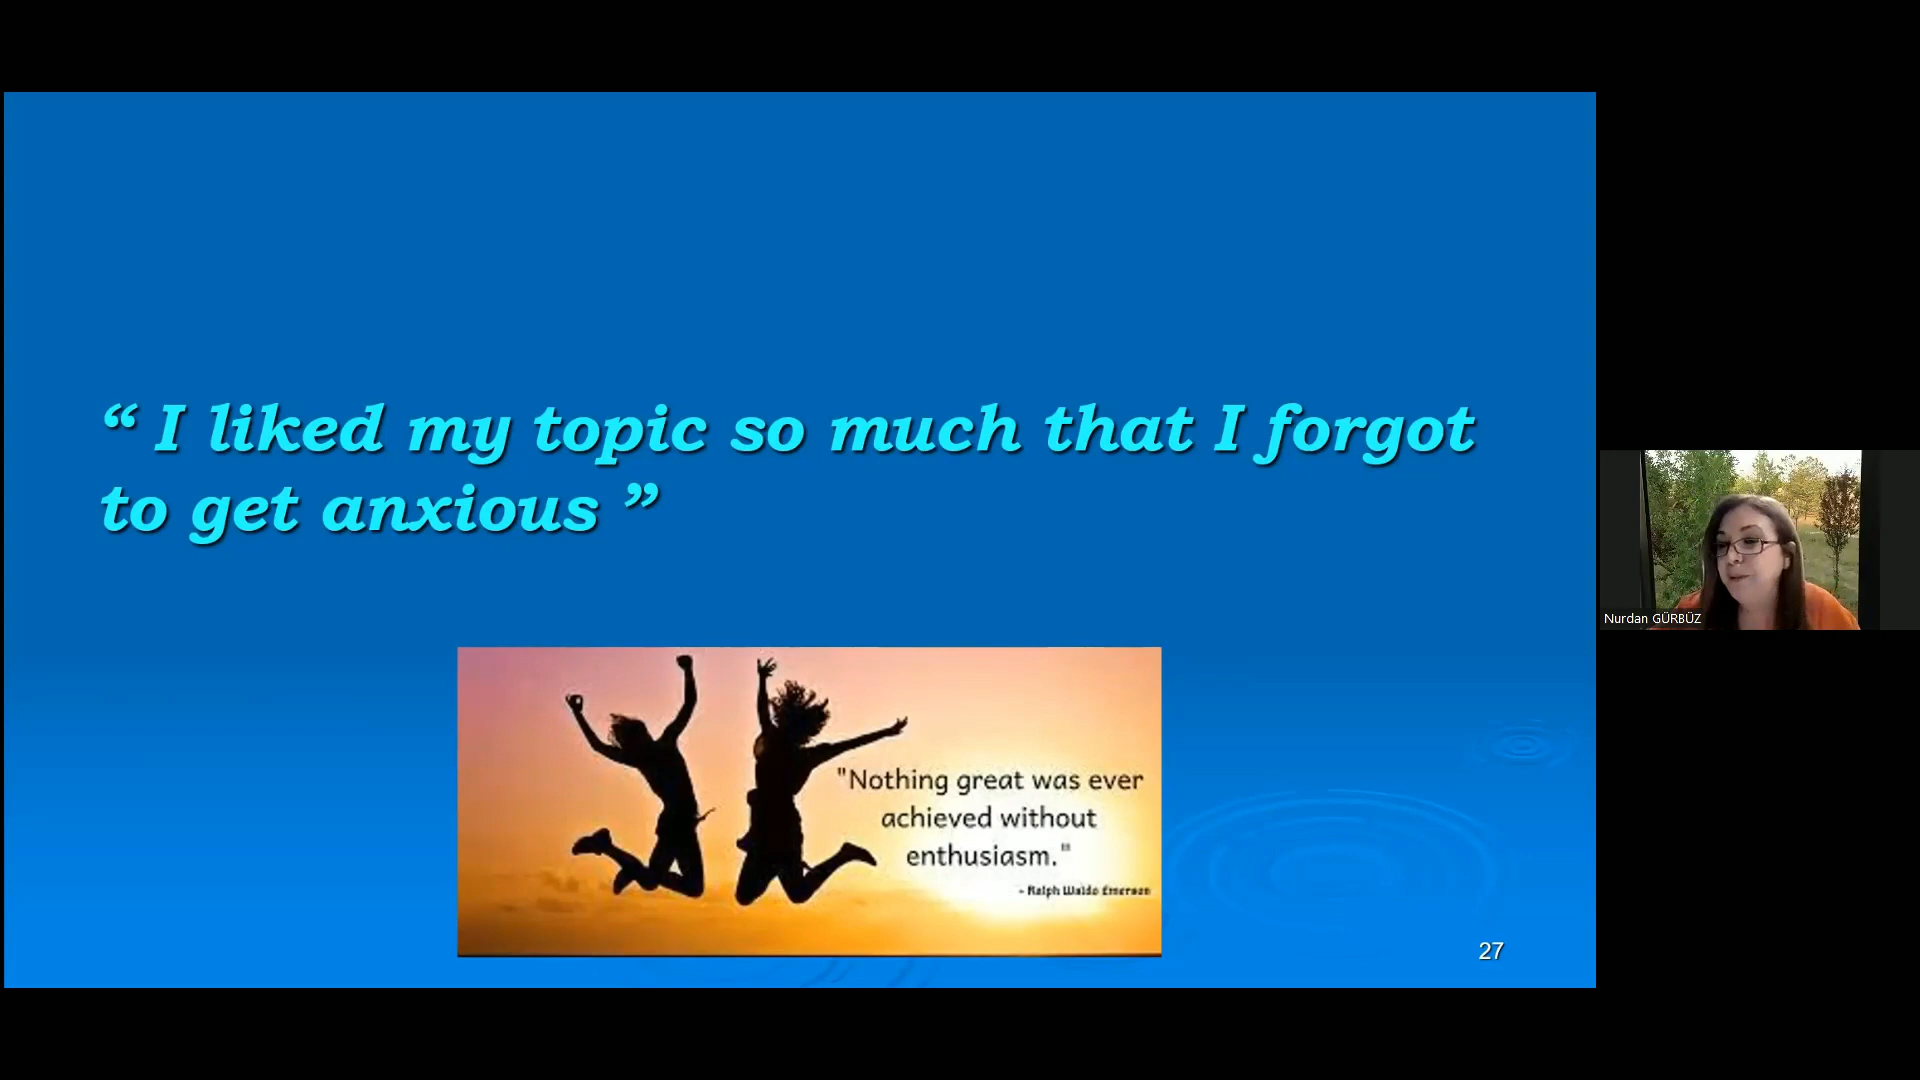 “ I liked my topic so much that I forgot
to get anxious ”
"Nothing great was ever
achieved without
enthusiasm."
- Ralph Waldo Emerson
27
Nurdan GÜRBÜZ